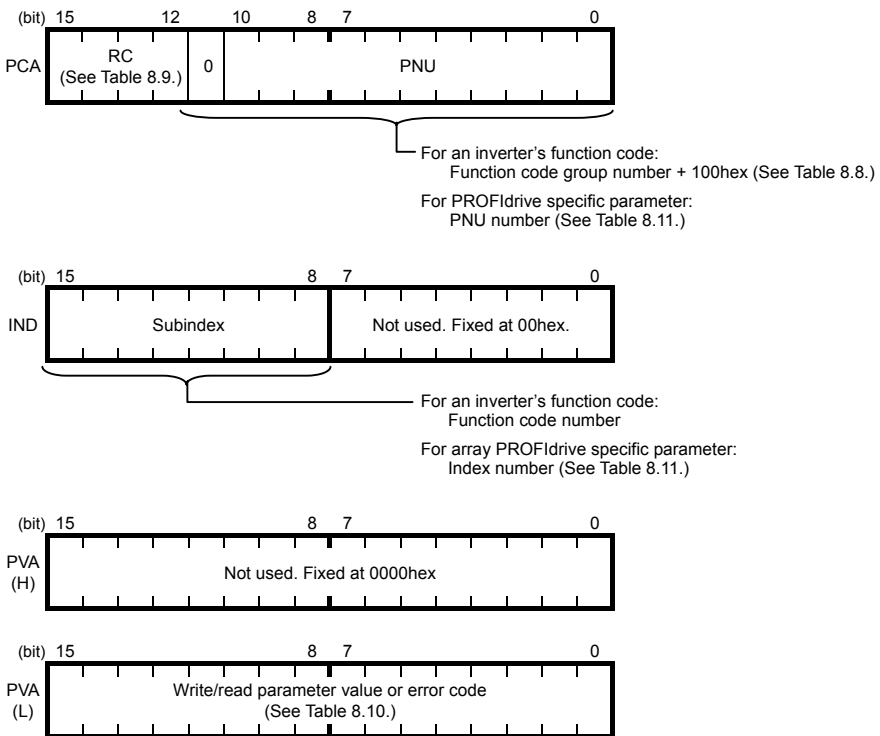 (bit) 15 12 10 8 7 0
PCA
RC
(See Table 8.9.)
0
PNU
For an inverter's function code:
Function code group number + 100hex (See Table 8.8.)
For PROFIdrive specific parameter:
PNU number (See Table 8.11.)
(bit) 15 8 7 0
IND
Subindex
Not used. Fixed at 00hex.
For an inverter's function code:
Function code number
For array PROFIdrive specific parameter:
Index number (See Table 8.11.)
(bit) 15 8 7 0
PVA
(H)
Not used. Fixed at 0000hex
(bit) 15 8 7 0
PVA
(L)
Write/read parameter value or error code
(See Table 8.10.)